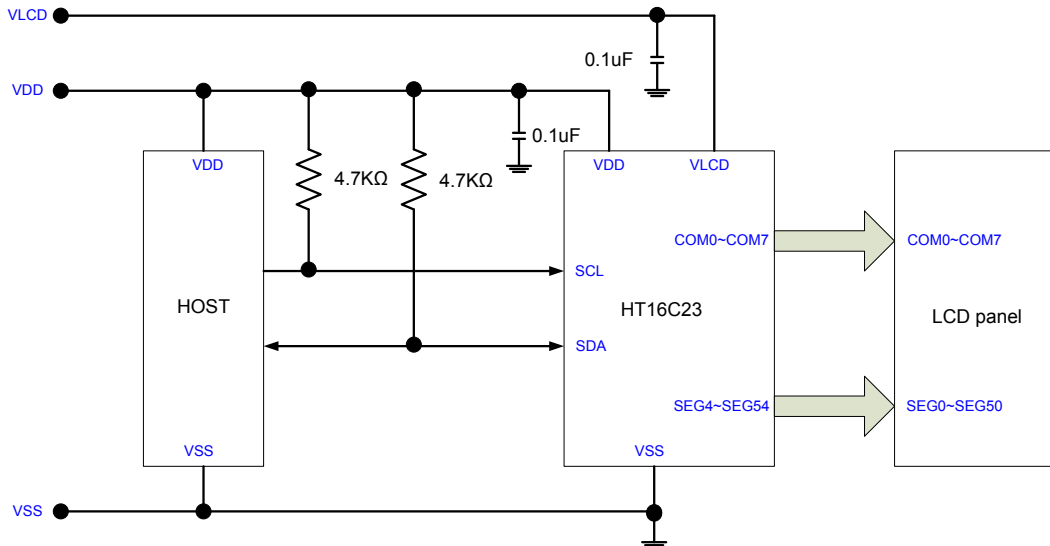 VLCD
0.1uF
VDD
0.1uF
VDD
4.7KΩ
4.7KΩ
VDD
VLCD
COM0~COM7
COM0~COM7
SCL
HOST
HT16C23
LCD panel
SDA
SEG4~SEG54
SEG0~SEG50
VSS
VSS
VSS